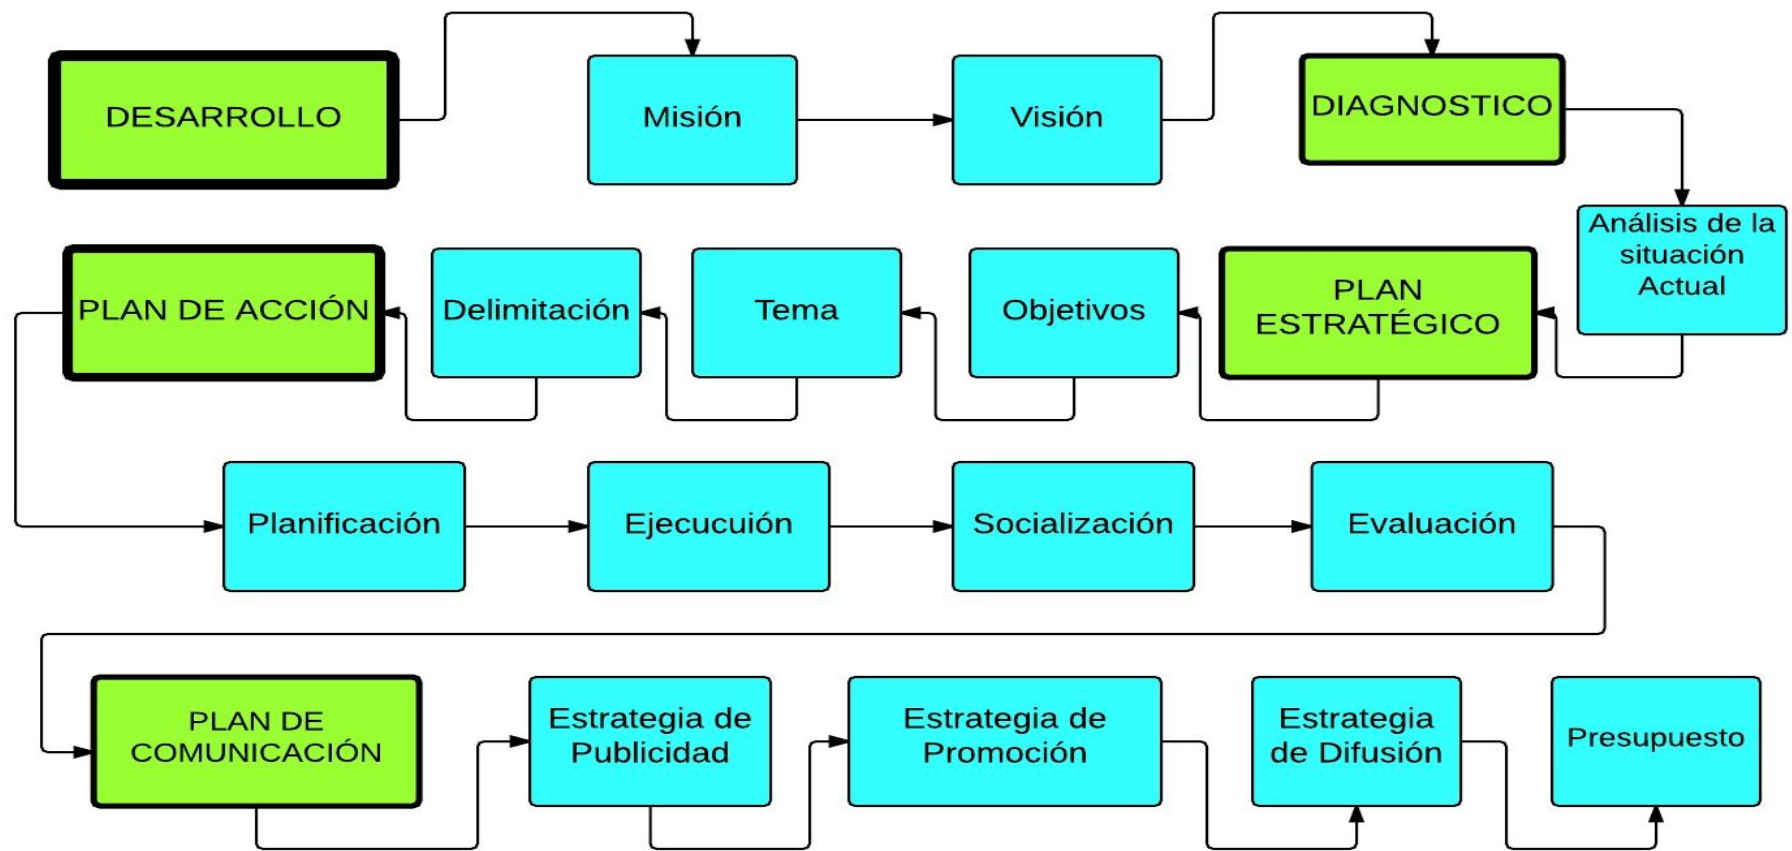 DESARROLLO
Misión
Visión
DIAGNOSTICO
Análisis de la
situación
Actual
PLAN
ESTRATÉGICO
Objetivos
Tema
Delimitación
PLAN DE ACCIÓN
Planificación
Ejecucuión
Socialización
Evaluación
PLAN DE
COMUNICACIÓN
Estrategia de
Publicidad
Estrategia de
Promoción
Estrategia
de Difusión
Presupuesto